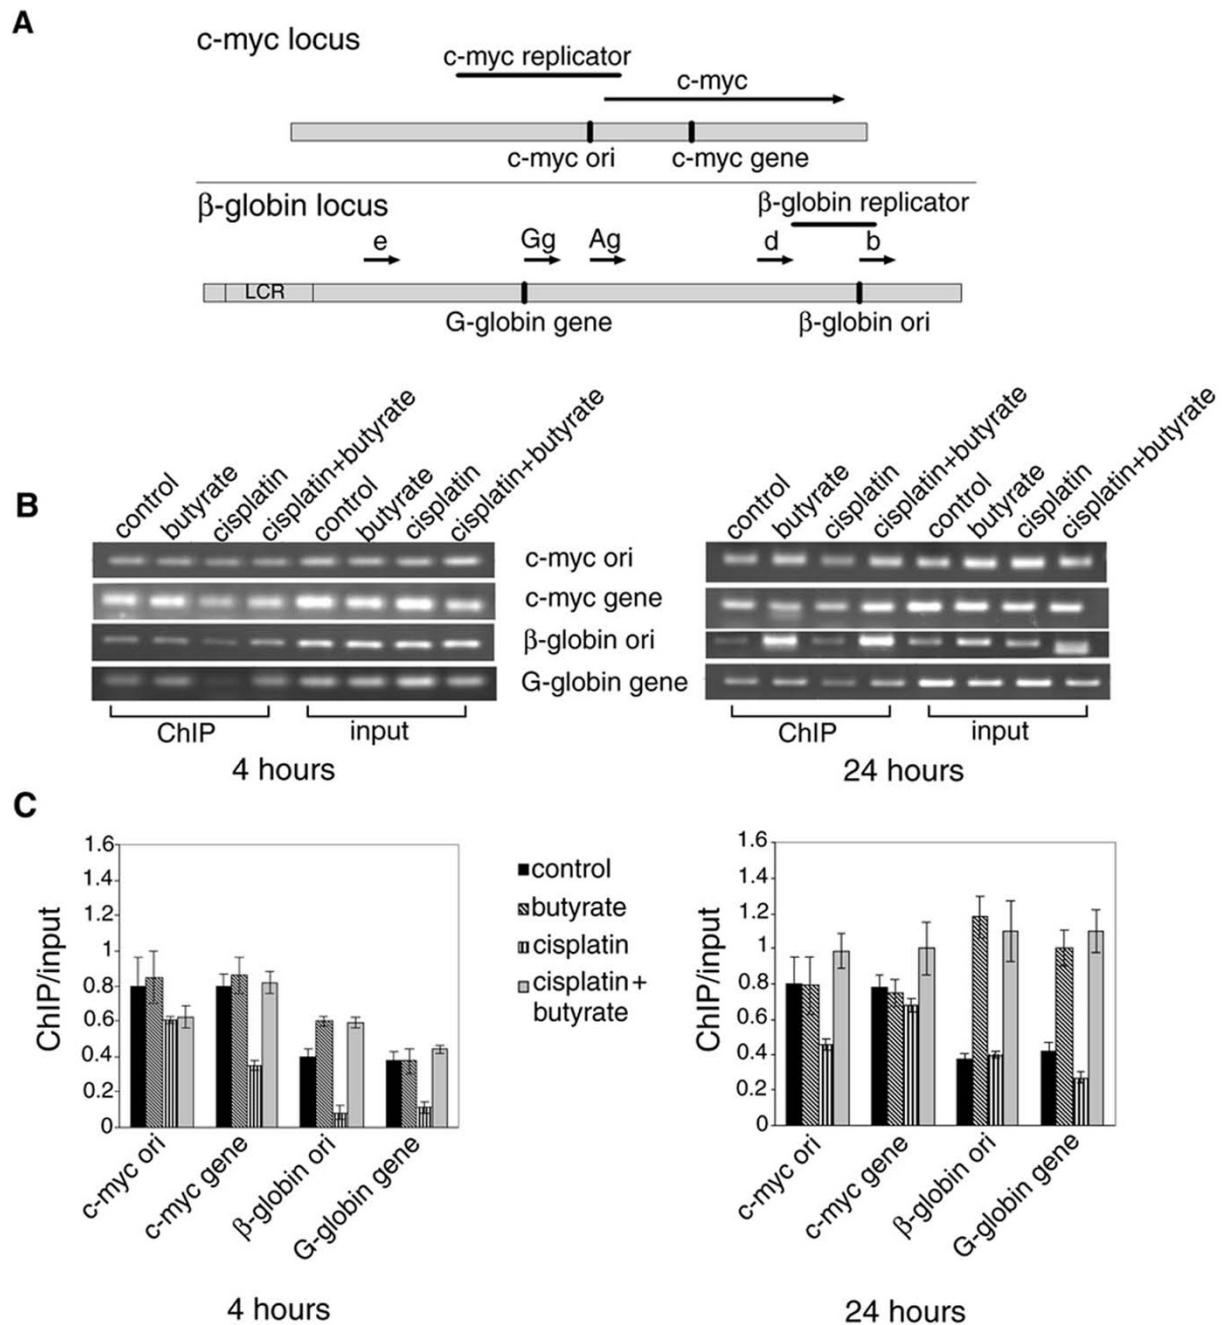 A
c-myc locus
c-myc replicator
c-myc
c-myc ori
c-myc gene
β-globin locus
β-globin replicator
e
Gg
Ag
d
b
LCR
G-globin gene
β-globin ori
B
control
butyrate
cisplatin
cisplatin+butyrate
control
butyrate
cisplatin
cisplatin+butyrate
control
butyrate
cisplatin
cisplatin+butyrate
control
butyrate
cisplatin
cisplatin+butyrate
c-myc ori
c-myc gene
β-globin ori
G-globin gene
ChIP
input
4 hours
ChIP
input
24 hours
C
ChIP/input
1.6
1.4
1.2
1
0.8
0.6
0.4
0.2
0
c-myc ori
c-myc gene
β-globin ori
G-globin gene
4 hours
control
butyrate
cisplatin
cisplatin+
butyrate
ChIP/input
1.6
1.4
1.2
1
0.8
0.6
0.4
0.2
0
c-myc ori
c-myc gene
β-globin ori
G-globin gene
24 hours